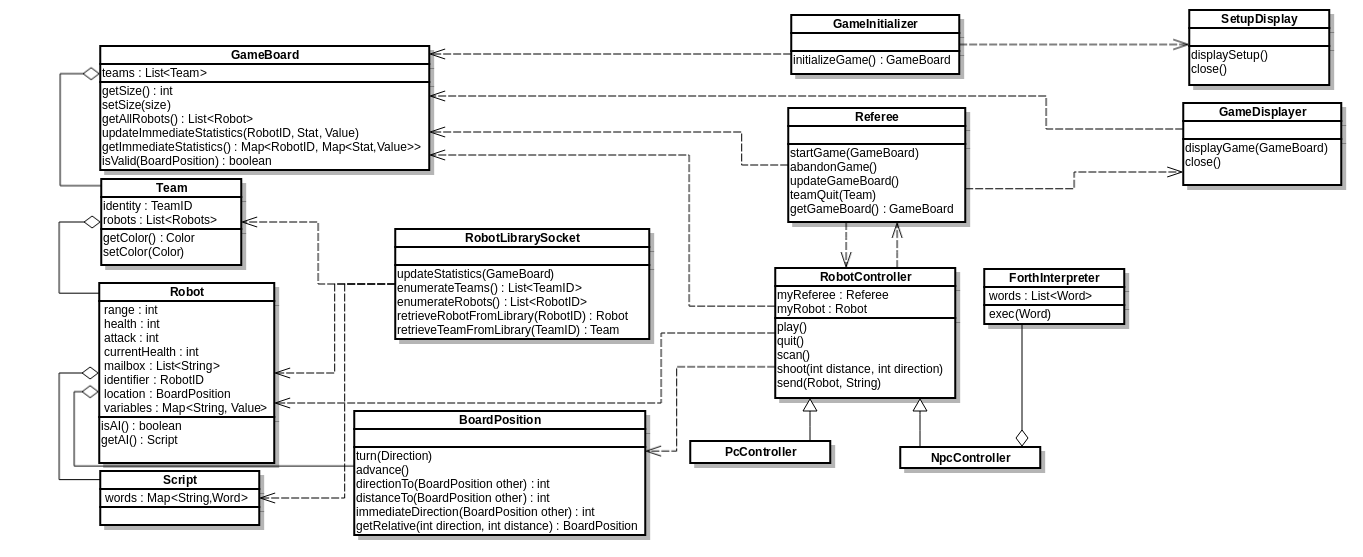 GameBoard
teams : List<Team>
getSize() : int
setSize(size)
getAllRobots() : List<Robot>
updateImmediateStatistics(RobotID, Stat, Value)
getImmediateStatistics() : Map<RobotID, Map<Stat,Value>>
isValid(BoardPosition) : boolean
GameInitializer
initializeGame() : GameBoard
SetupDisplay
displaySetup()
close()
GameDisplayer
displayGame(GameBoard)
close()
Referee
startGame(GameBoard)
abandonGame()
updateGameBoard()
teamQuit(Team)
getGameBoard() : GameBoard
Team
identity : TeamID
robots : List<Robots>
getColor() : Color
setColor(Color)
RobotLibrarySocket
updateStatistics(GameBoard)
enumerateTeams() : List<TeamID>
enumerateRobots() : List<RobotID>
retrieveRobotFromLibrary(RobotID) : Robot
retrieveTeamFromLibrary(TeamID) : Team
RobotController
myReferee : Referee
myRobot : Robot
play()
quit()
scan()
shoot(int distance, int direction)
send(Robot, String)
ForthInterpreter
words : List<Word>
exec(Word)
Robot
range : int
health : int
attack : int
currentHealth : int
mailbox : List<String>
identifier : RobotID
location : BoardPosition
variables : Map<String, Value>
isAI() : boolean
getAI() : Script
BoardPosition
turn(Direction)
advance()
directionTo(BoardPosition other) : int
distanceTo(BoardPosition other) : int
immediateDirection(BoardPosition other) : int
getRelative(int direction, int distance) : BoardPosition
PcController
NpcController
Script
words : Map<String,Word>